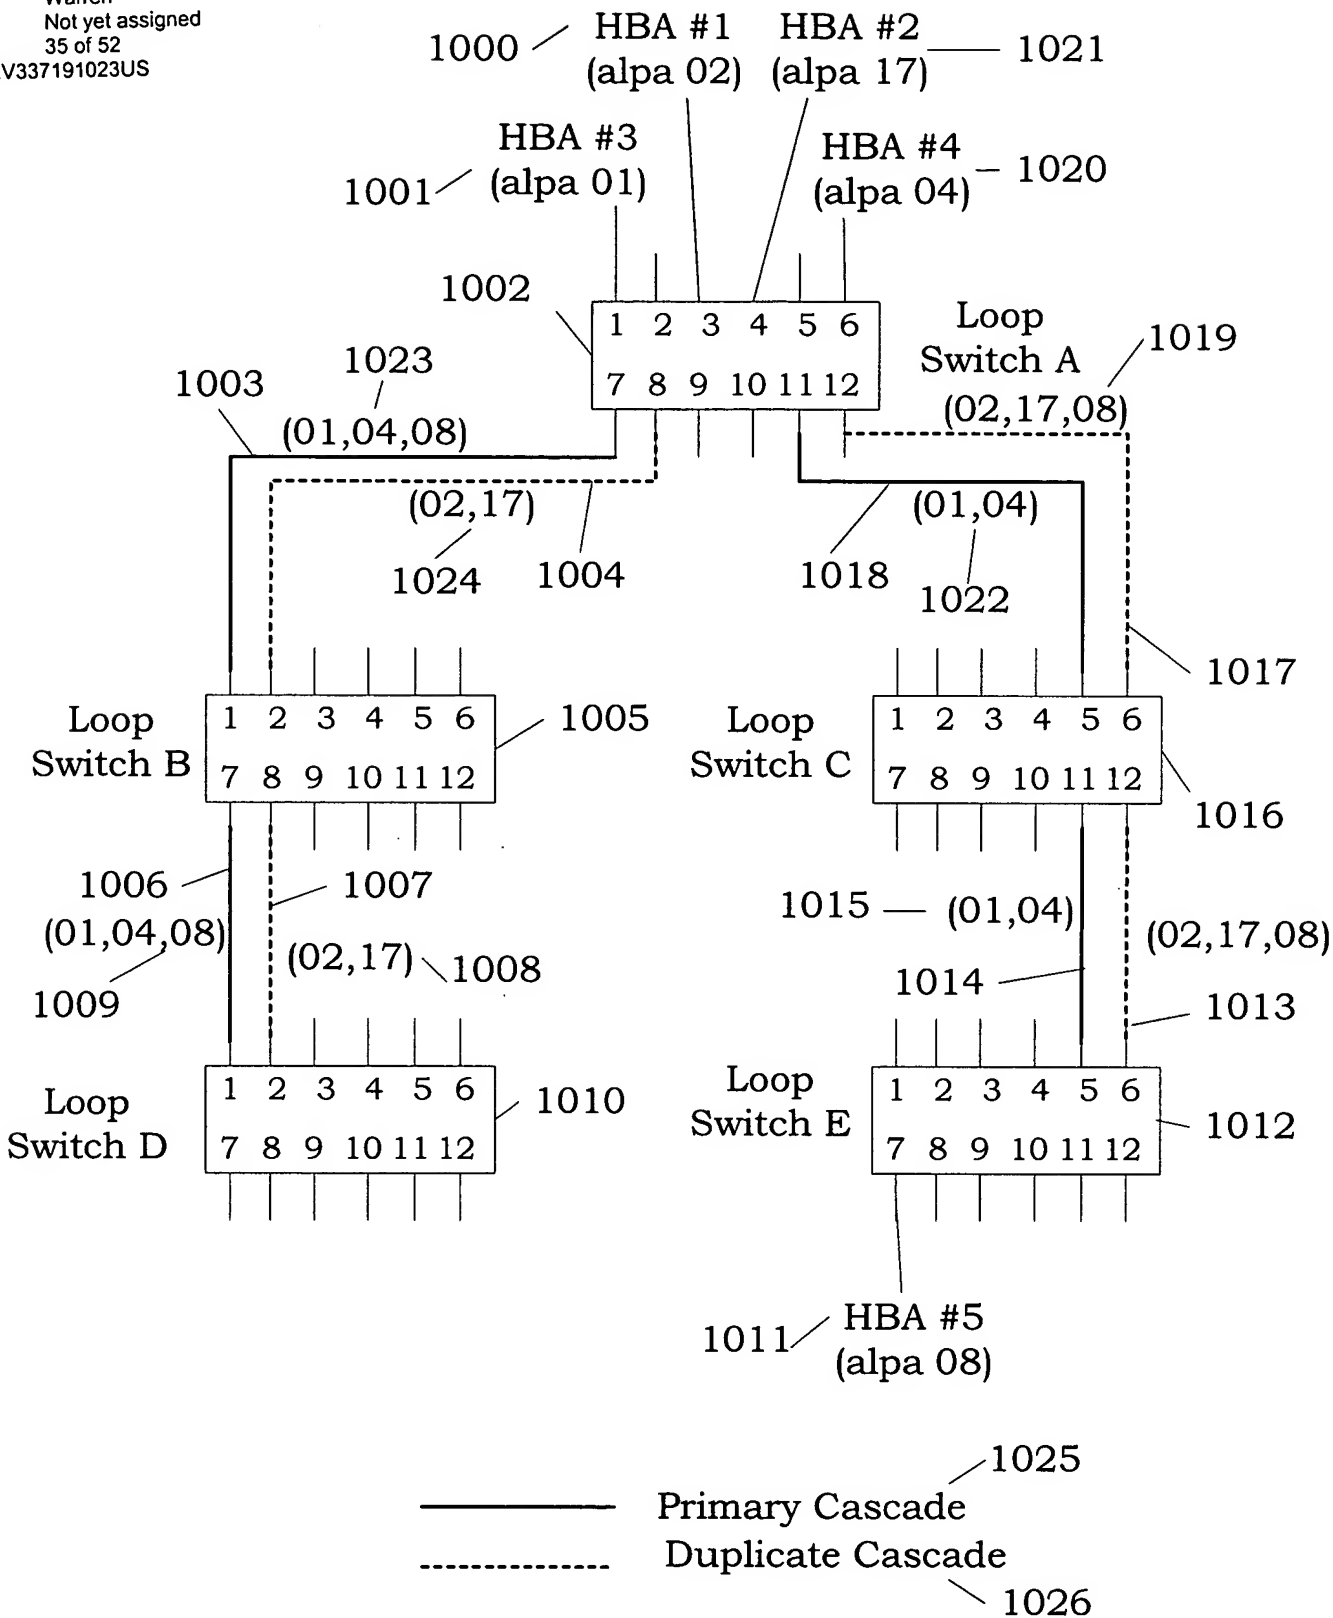 Warren
Not yet assigned
35 of 52
V337191023US
1000 HBA #1 HBA #2 1021
(alpa 02) (alpa 17)
HBA #3 HBA #4
1001 (alpa 01) (alpa 04) 1020
1002
1 2 3 4 5 6
7 8 9 10 11 12
Loop
Switch A
1019
(02,17,08)
1003
1023
(01,04,08)
(02,17)
1024
1004
1018
(01,04)
1022
1017
Loop
Switch B
1 2 3 4 5 6
7 8 9 10 11 12
1005
Loop
Switch C
1 2 3 4 5 6
7 8 9 10 11 12
1016
1006
(01,04,08)
1009
1007
(02,17) 1008
1015 (01,04)
1014
(02,17,08)
1013
Loop
Switch D
1 2 3 4 5 6
7 8 9 10 11 12
1010
Loop
Switch E
1 2 3 4 5 6
7 8 9 10 11 12
1012
1011 HBA #5
(alpa 08)
1025
Primary Cascade
Duplicate Cascade
1026